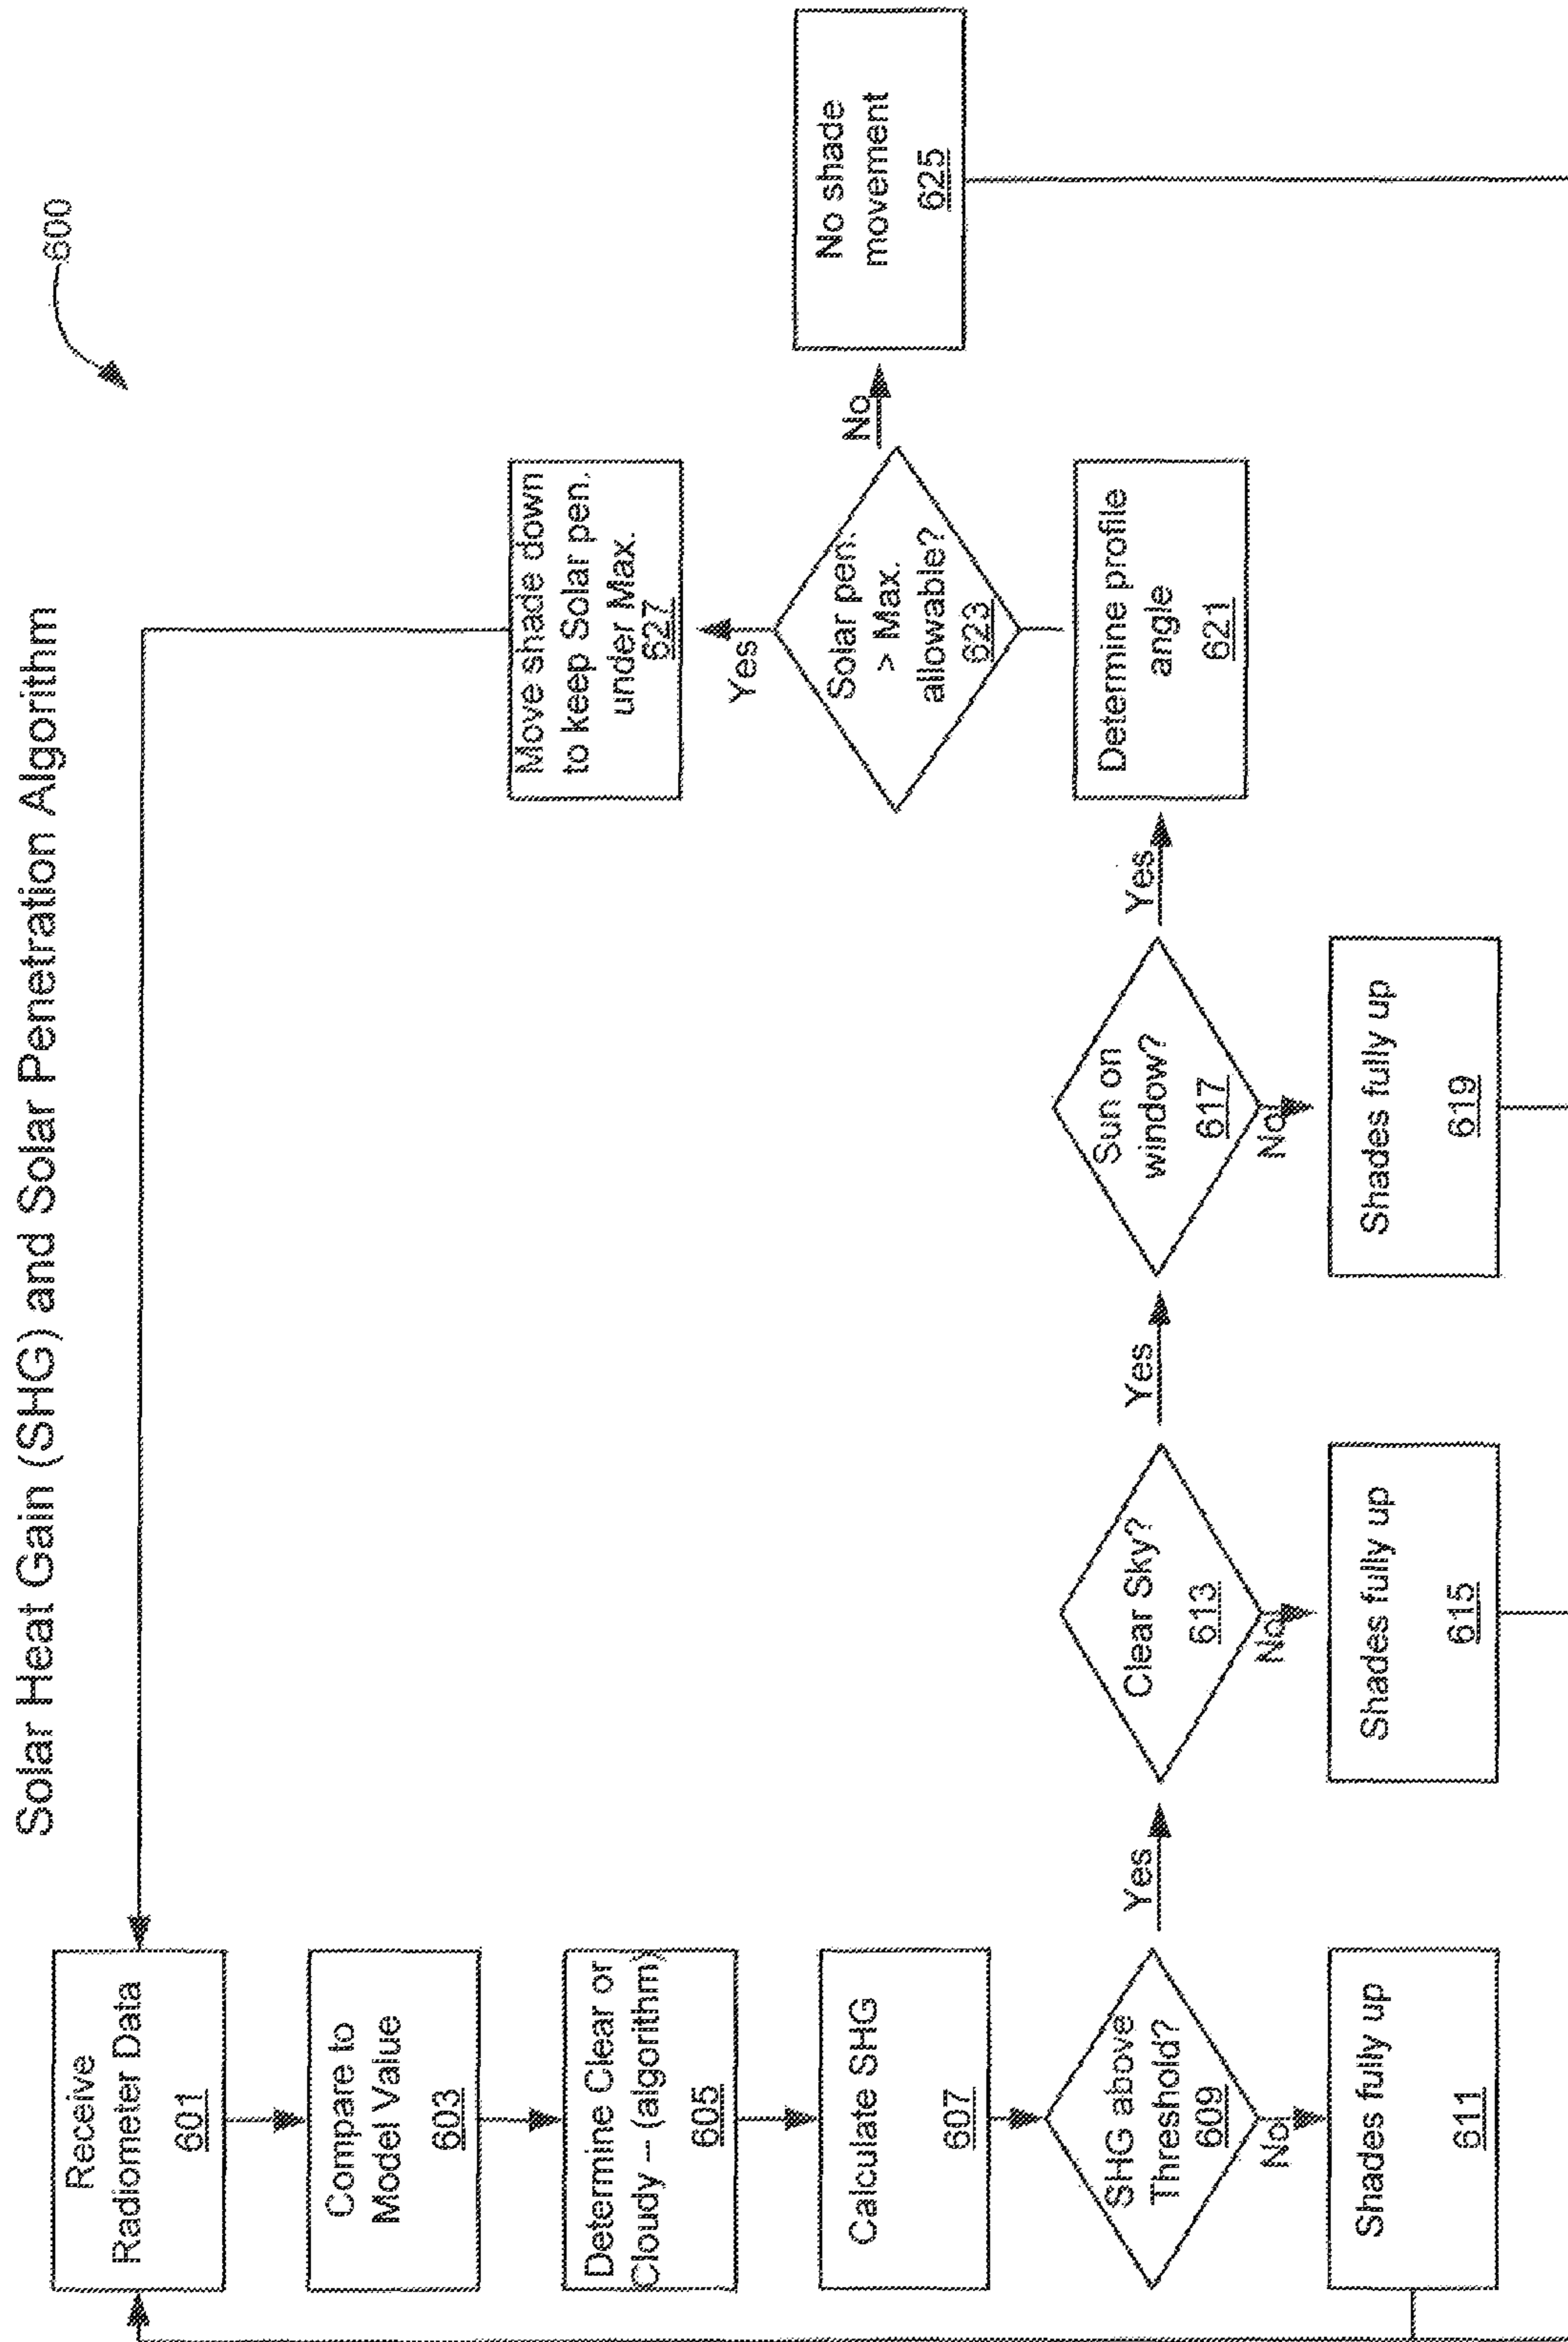 Solar Heat Gain (SHG) and Solar Penetration Algorithm
600
Receive
Radiometer Data
601
Compare to
Model Value
603
Determine Clear or
Cloudy – (algorithm)
605
Calculate SHG
607
SHG above
Threshold?
609
No
Shades fully up
611
Yes
Clear Sky?
613
No
Shades fully up
615
Yes
Sun on
window?
617
No
Shades fully up
619
Yes
Determine profile
angle
621
Solar pen.
> Max.
allowable?
623
No
No shade
movement
625
Yes
Move shade down
to keep Solar pen.
under Max.
627